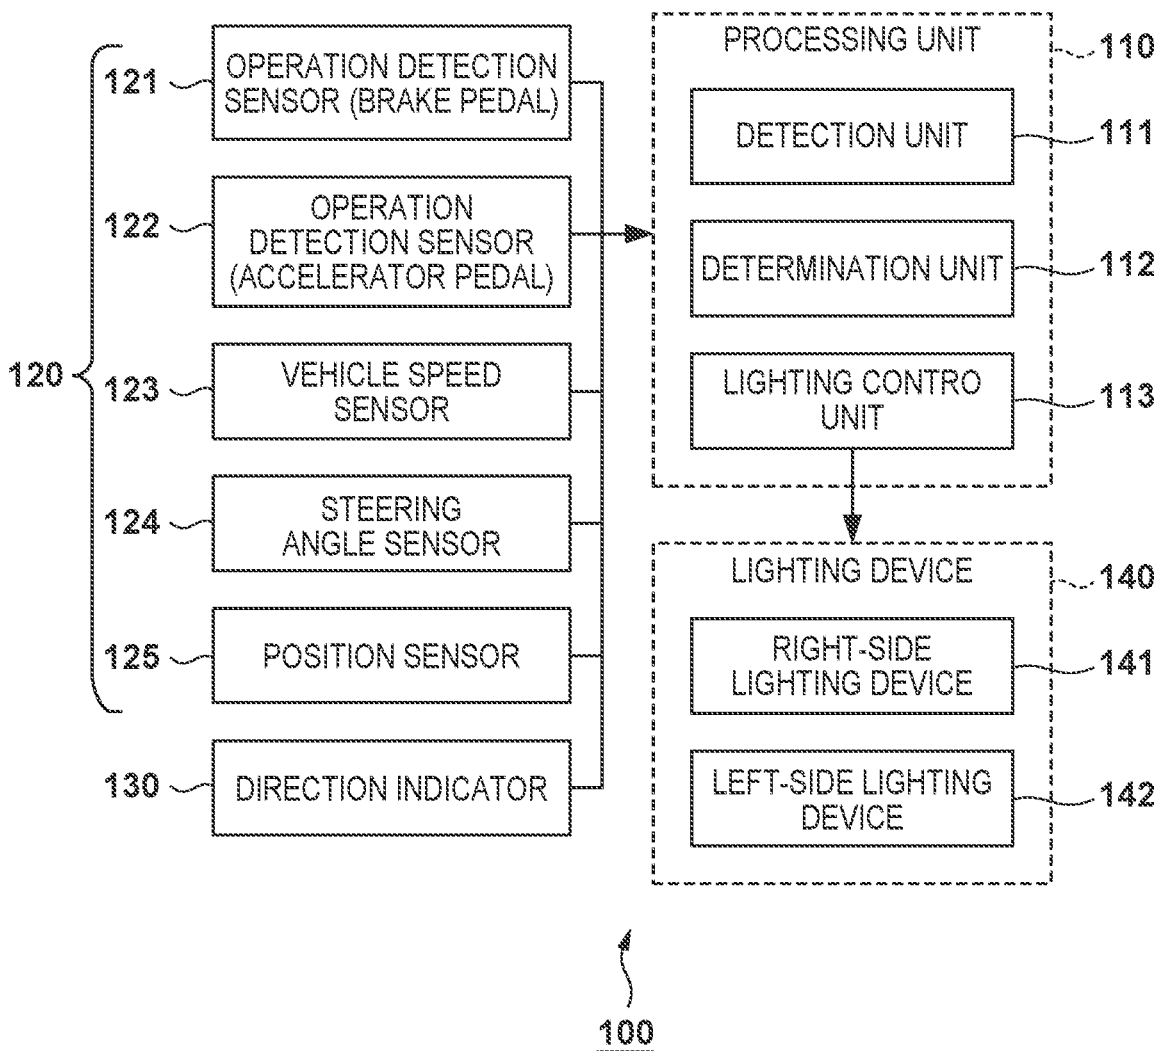 120
121
OPERATION DETECTION
SENSOR (BRAKE PEDAL)
122
OPERATION
DETECTION SENSOR
(ACCELERATOR PEDAL)
123
VEHICLE SPEED
SENSOR
124
STEERING
ANGLE SENSOR
125
POSITION SENSOR
130
DIRECTION INDICATOR
PROCESSING UNIT
110
DETECTION UNIT
111
DETERMINATION UNIT
112
LIGHTING CONTRO
UNIT
113
LIGHTING DEVICE
140
RIGHT-SIDE
LIGHTING DEVICE
141
LEFT-SIDE LIGHTING
DEVICE
142
100